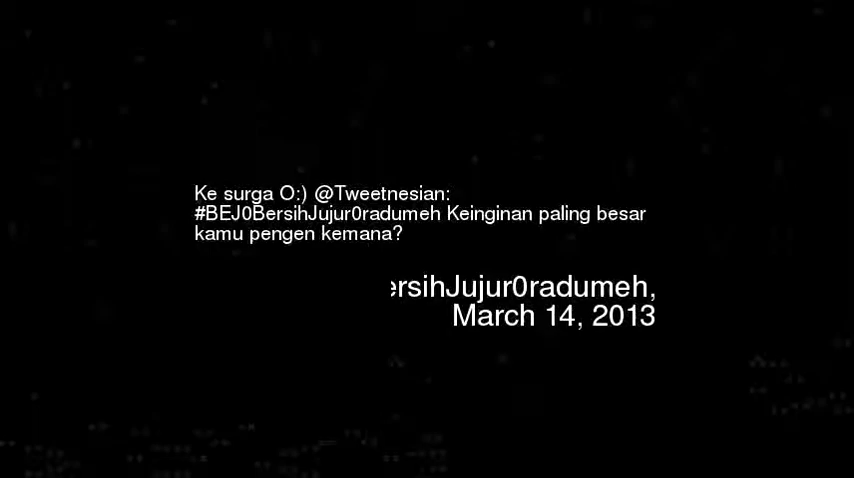 Ke surga O:) @Tweetnesian:
#BEJ0BersihJujur0radumeh Keinginan paling besar
kamu pengen kemana?
ersihJujur0radumeh,
March 14, 2013